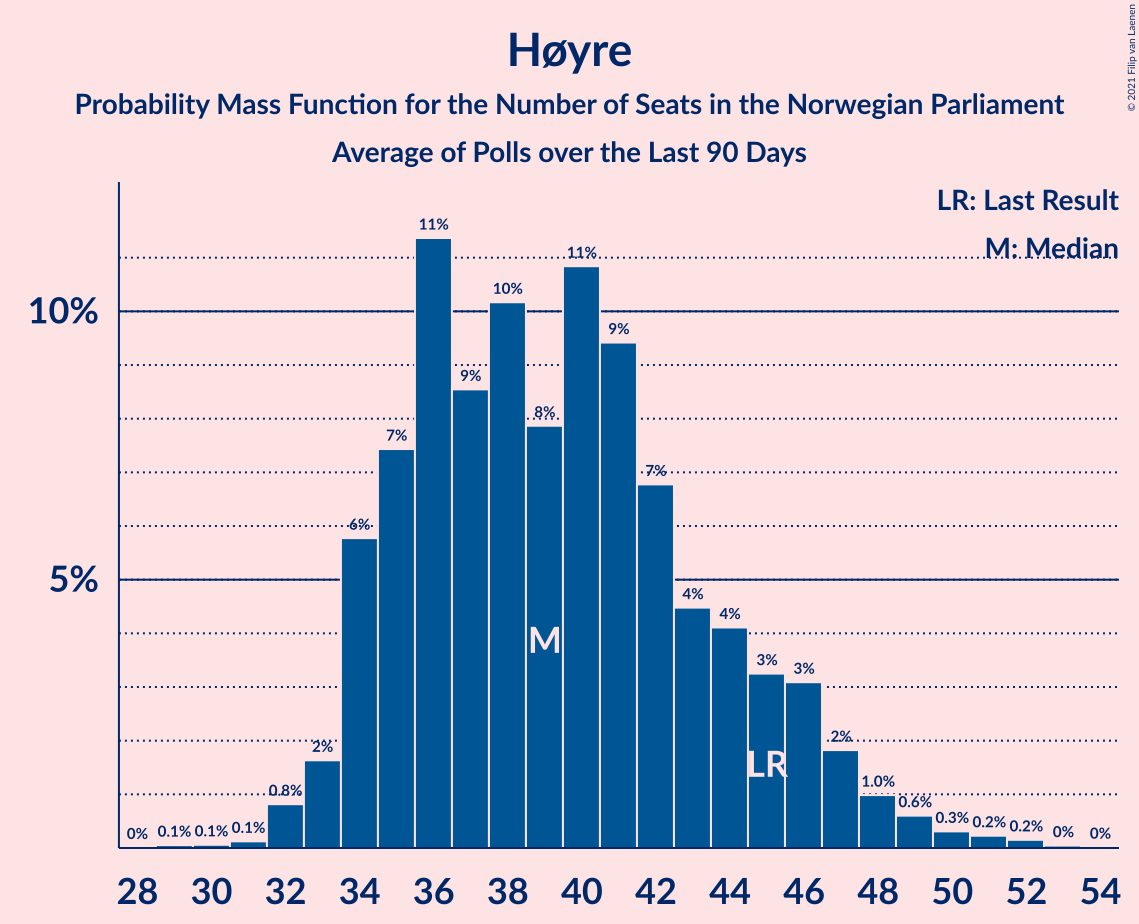 Høyre
Probability Mass Function for the Number of Seats in the Norwegian Parliament
Average of Polls over the Last 90 Days
© 2021 Filip van Laenen
LR: Last Result
M: Median
10%
5%
0% 0.1% 0.1% 0.1% 0.8% 2% 6% 7% 11% 9% 10% 8% 11% 9% 7% 4% 4% 3% 3% 2% 1.0% 0.6% 0.3% 0.2% 0.2% 0% 0%
M
LR
28 30 32 34 36 38 40 42 44 46 48 50 52 54